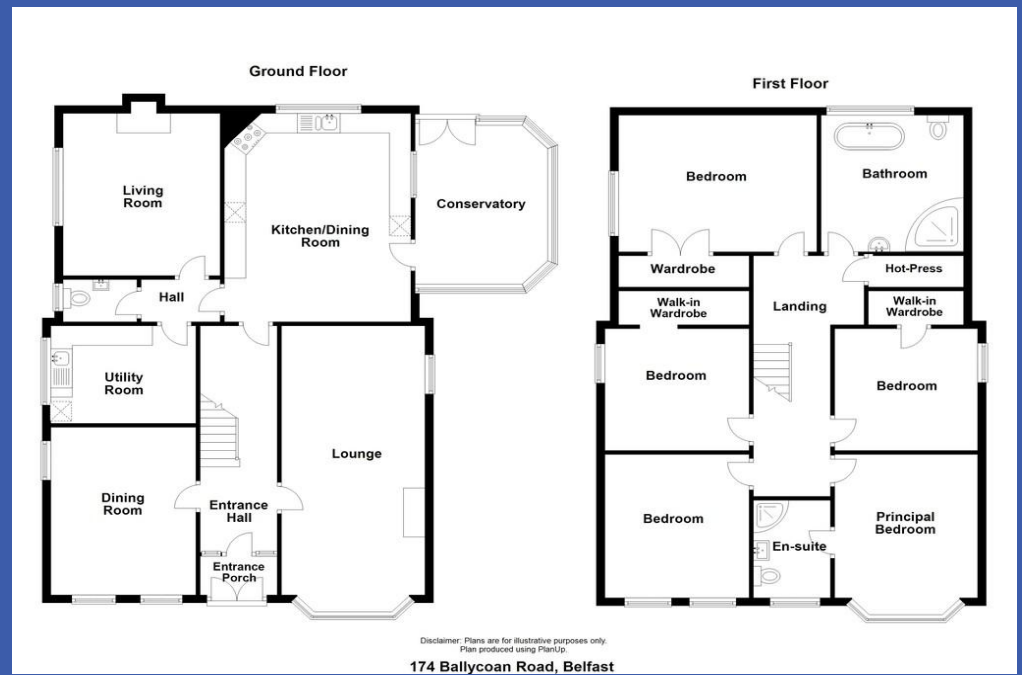 Ground Floor
Living
Room
Kitchen/Dining
Room
Conservatory
Hall
Utility
Room
Lounge
Dining
Room
Entrance
Hall
Entrance
Porch
First Floor
Bedroom
Bathroom
Wardrobe
Hot-Press
Walk-in
Wardrobe
Landing
Walk-in
Wardrobe
Bedroom
Bedroom
Bedroom
En-suite
Principal
Bedroom
Disclaimer: Plans are for illustrative purposes only.
Plan produced using PlanUp.
174 Ballycoan Road, Belfast